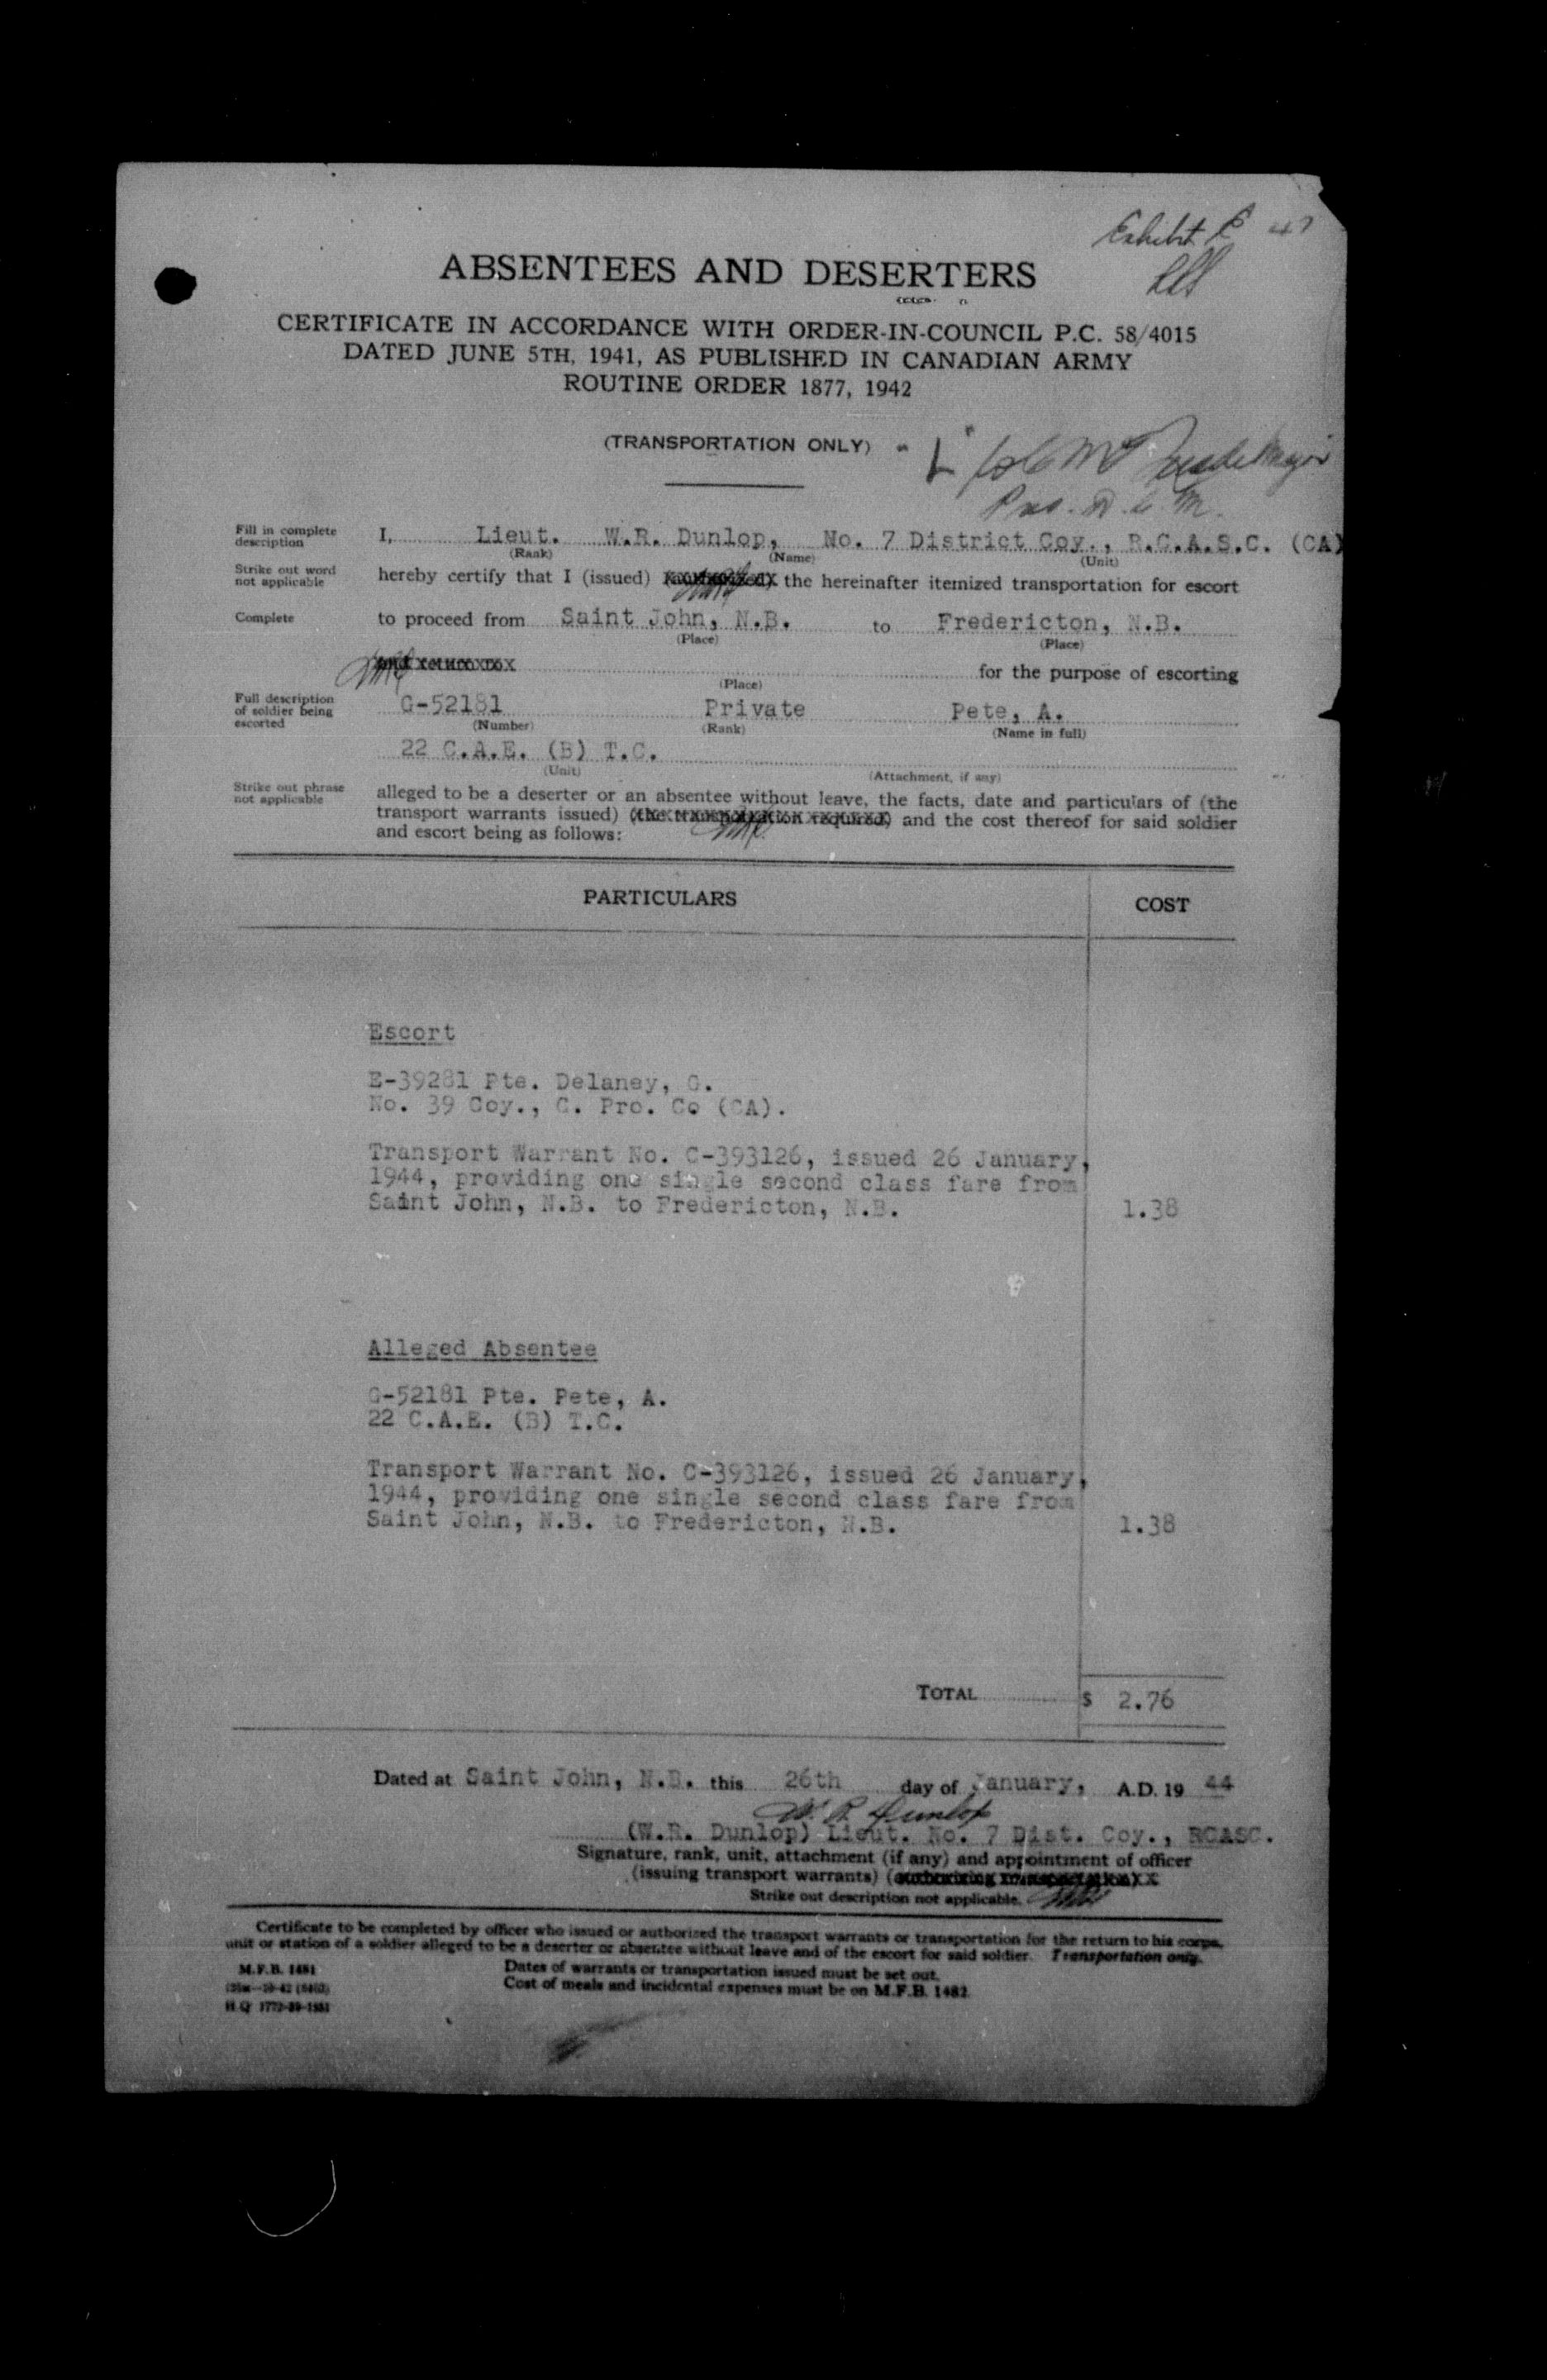 Exhibit
ABSENTEES AND DESERTERS
CERTIFICATE IN ACCORDANCE WITH ORDER-IN-COUNCIL P.C. 58/4015
DATED JUNE 5TH, 1941, AS PUBLISHED IN CANADIAN ARMY
ROUTINE ORDER 1877, 1942
(TRANSPORTATION ONLY)
Fill in complete
description
I, Lieut. W.R. Dunlop, No. 7 District Coy., R.C.A.S.C. (CA)
(Rank) (Name) (Unit)
Strike out word
not applicable
hereby certify that I (issued) the hereinafter itemized transportation for escort
Complete
to proceed from Saint John, N.B. to Fredericton, N.B.
(Place) (Place)
for the purpose of escorting
(Place)
Full description
of soldier being
escorted
G-52181 Private Pete, A.
(Number) (Rank) (Name in full)
22 C.A.E. (B) T.C.
(Unit) (Attachment, if any)
Strike out phrase
not applicable
alleged to be a deserter or an absentee without leave, the facts, date and particulars of (the
transport warrants issued) (the transportation required) and the cost thereof for said soldier
and escort being as follows:
PARTICULARS COST
Escort
E-39281 Pte. Delaney, G.
No. 39 Coy., C. Pro. Co (CA).
Transport Warrant No. C-393126, issued 26 January,
1944, providing one single second class fare from
Saint John, N.B. to Fredericton, N.B. 1.38
Alleged Absentee
G-52181 Pte. Pete, A.
22 C.A.E. (B) T.C.
Transport Warrant No. C-393126, issued 26 January,
1944, providing one single second class fare from
Saint John, N.B. to Fredericton, N.B. 1.38
TOTAL $ 2.76
Dated at Saint John, N.B. this 26th day of January, A.D. 19 44
W. R. Dunlop
(W.R. Dunlop) Lieut. No. 7 Dist. Coy., RCASC.
Signature, rank, unit, attachment (if any) and appointment of officer
(issuing transport warrants) (authorizing transportation)
Strike out description not applicable.
Certificate to be completed by officer who issued or authorized the transport warrants or transportation for the return to his corps,
unit or station of a soldier alleged to be a deserter or absentee without leave and of the escort for said soldier. Transportation only.
M.F.B. 1481
Dates of warrants or transportation issued must be set out.
Cost of meals and incidental expenses must be on M.F.B. 1482.
H.Q. 1772-39-1551